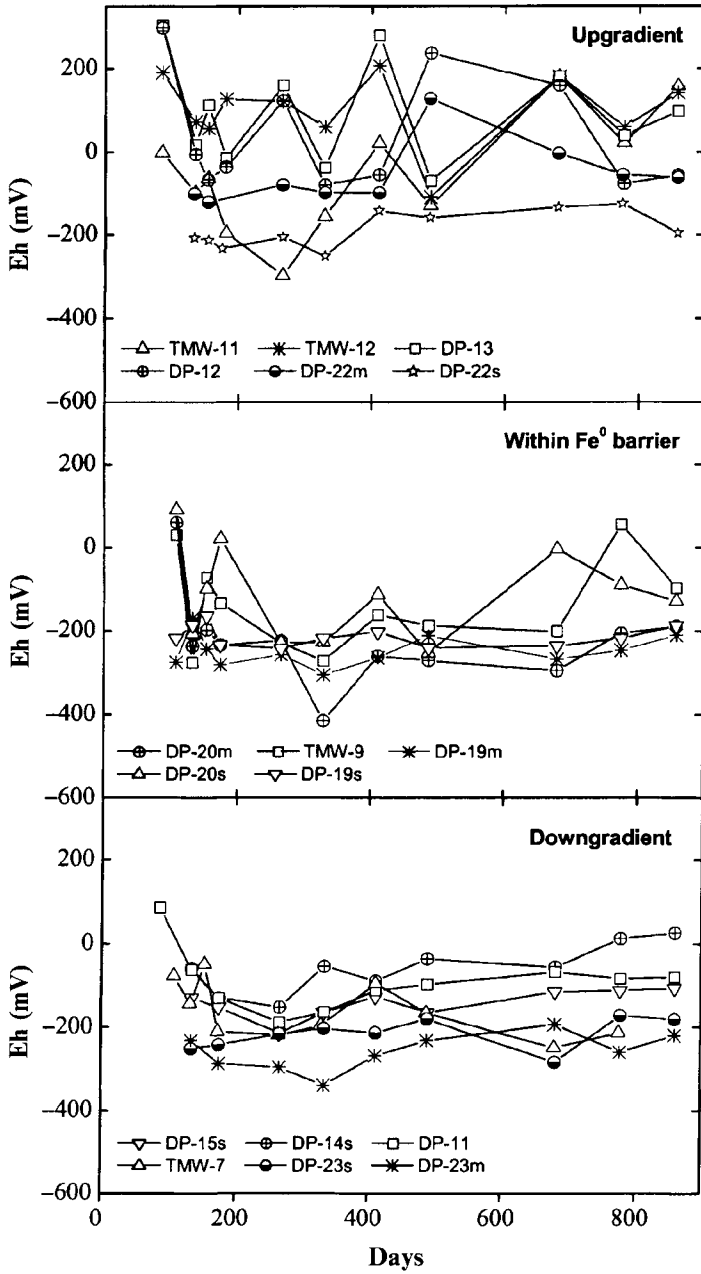 Upgradient
200
0
−200
−400
−600
Eh (mV)
TMW-11 TMW-12 DP-13
DP-12 DP-22m DP-22s
Within Fe⁰ barrier
200
0
−200
−400
−600
Eh (mV)
DP-20m TMW-9 DP-19m
DP-20s DP-19s
Downgradient
200
0
−200
−400
−600
Eh (mV)
DP-15s DP-14s DP-11
TMW-7 DP-23s DP-23m
0 200 400 600 800
Days